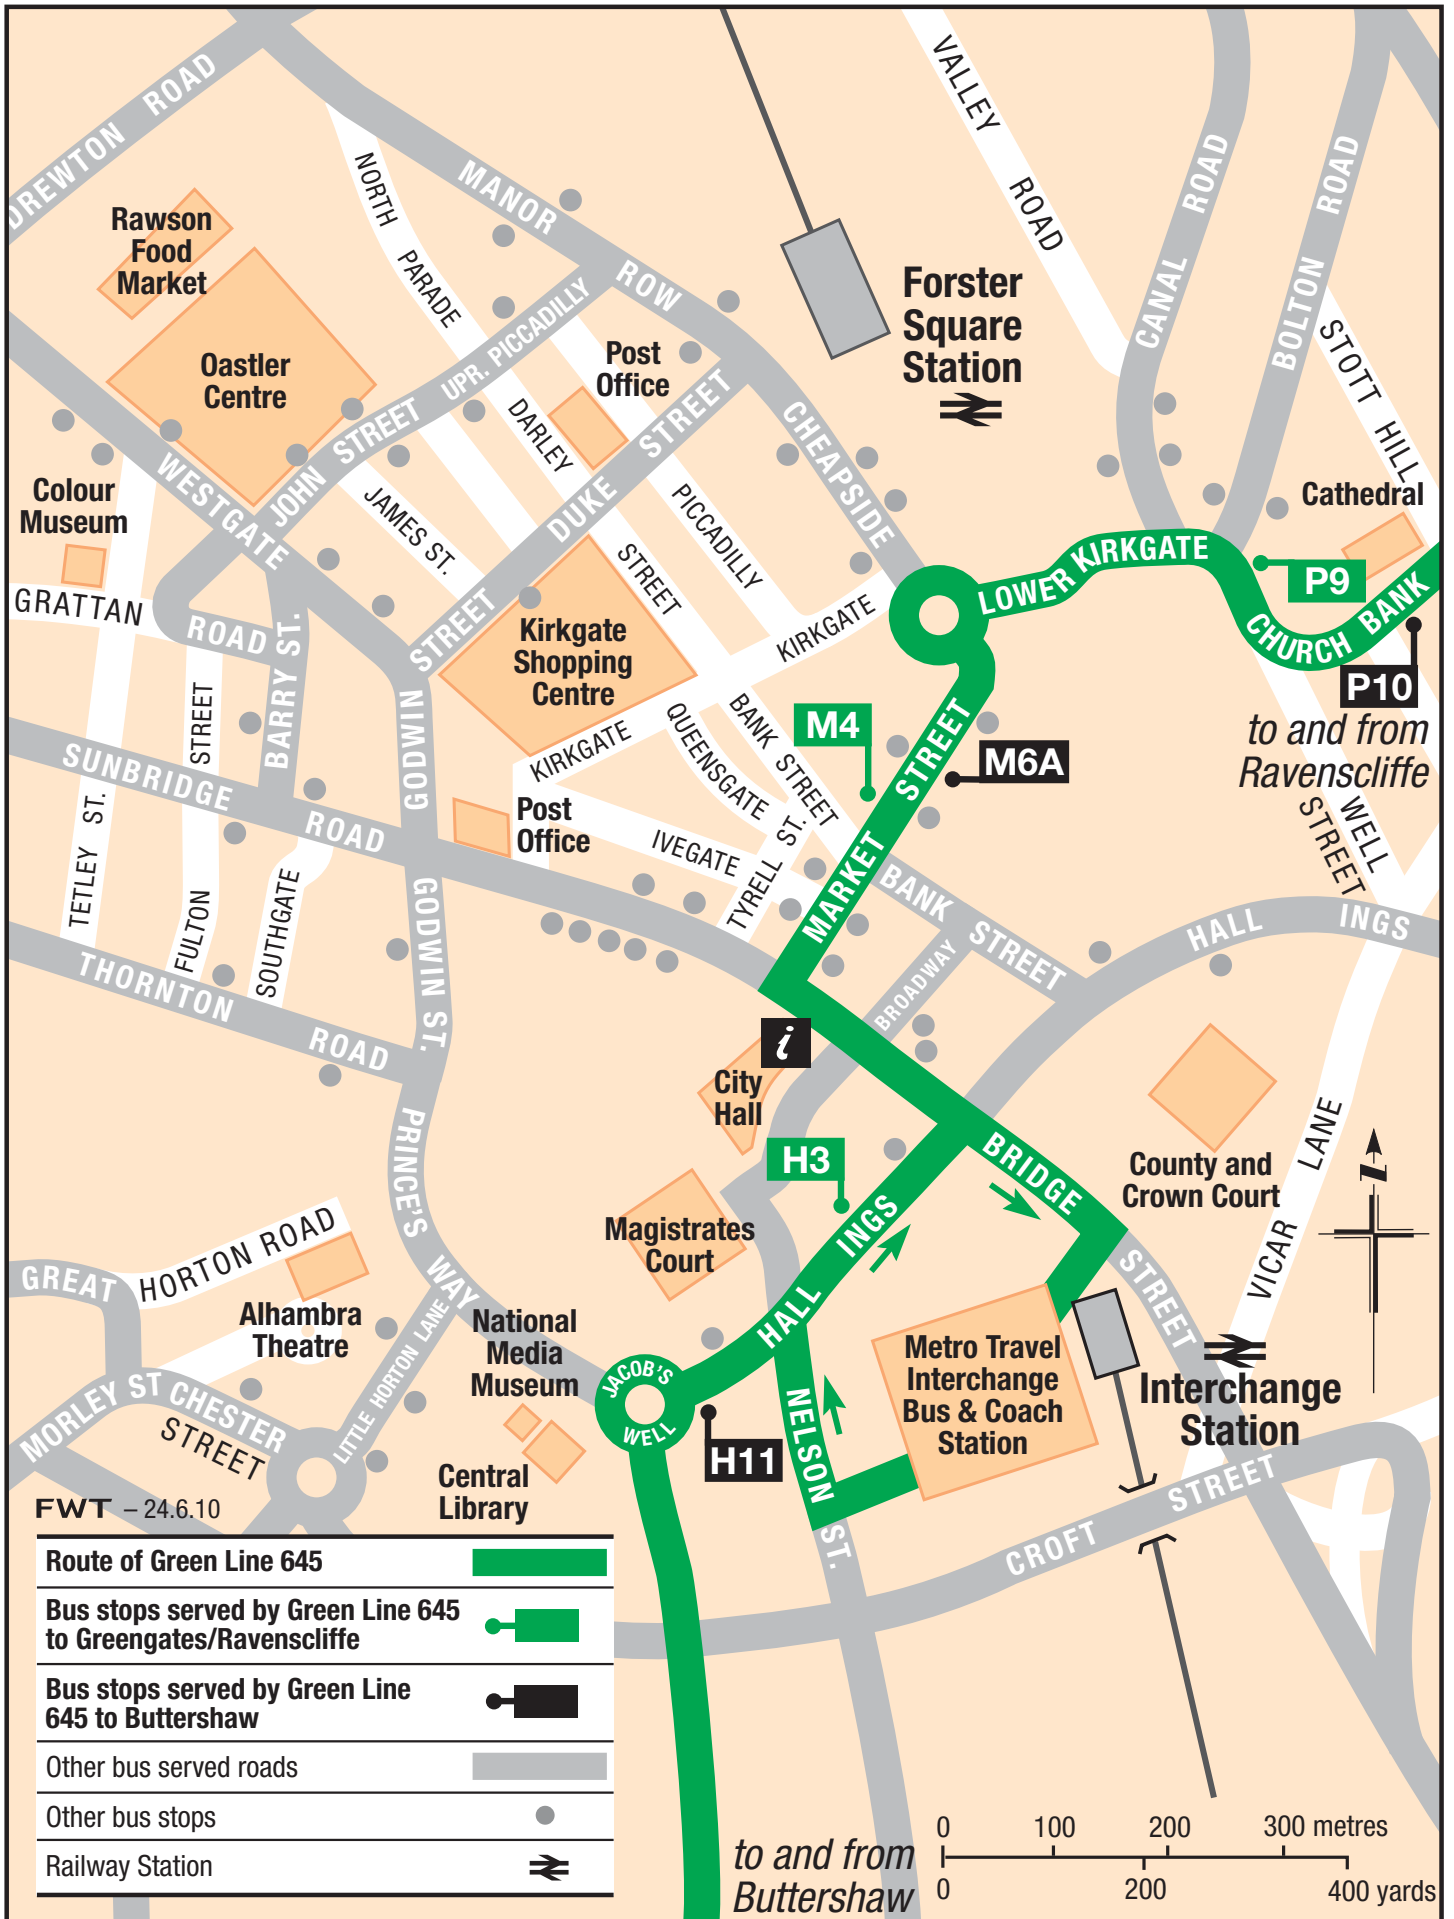 DREWTON ROAD
NORTH PARADE
MANOR ROW
VALLEY ROAD
CANAL ROAD
BOLTON ROAD
STOTT HILL
Rawson
Food
Market
Oastler
Centre
UPR. PICCADILLY
Post
Office
Forster
Square
Station
JOHN STREET
DARLEY STREET
DUKE STREET
CHEAPSIDE
Colour
Museum
WESTGATE
JAMES ST.
PICCADILLY
Cathedral
GRATTAN
ROAD
BARRY ST.
STREET
Kirkgate
Shopping
Centre
KIRKGATE
LOWER KIRKGATE
P9
CHURCH BANK
P10
to and from
Ravenscliffe
M4
M6A
MARKET STREET
SUNBRIDGE ROAD
GODWIN
KIRKGATE
QUEENSGATE
BANK STREET
Post
Office
IVEGATE
TYRELL ST.
TETLEY ST.
FULTON STREET
SOUTHGATE
GODWIN ST.
BANK STREET
BROADWAY
HALL INGS
WELL STREET
THORNTON ROAD
i
City
Hall
H3
BRIDGE STREET
County and
Crown Court
VICAR LANE
PRINCE'S WAY
Magistrates
Court
HALL INGS
GREAT HORTON ROAD
Alhambra
Theatre
LITTLE HORTON LANE
National
Media
Museum
JACOB'S
WELL
H11
NELSON ST.
Metro Travel
Interchange
Bus & Coach
Station
Interchange
Station
MORLEY ST
CHESTER
STREET
Central
Library
CROFT STREET
FWT – 24.6.10
Route of Green Line 645
Bus stops served by Green Line 645
to Greengates/Ravenscliffe
Bus stops served by Green Line
645 to Buttershaw
Other bus served roads
Other bus stops
Railway Station
to and from
Buttershaw
0 100 200 300 metres
0 200 400 yards